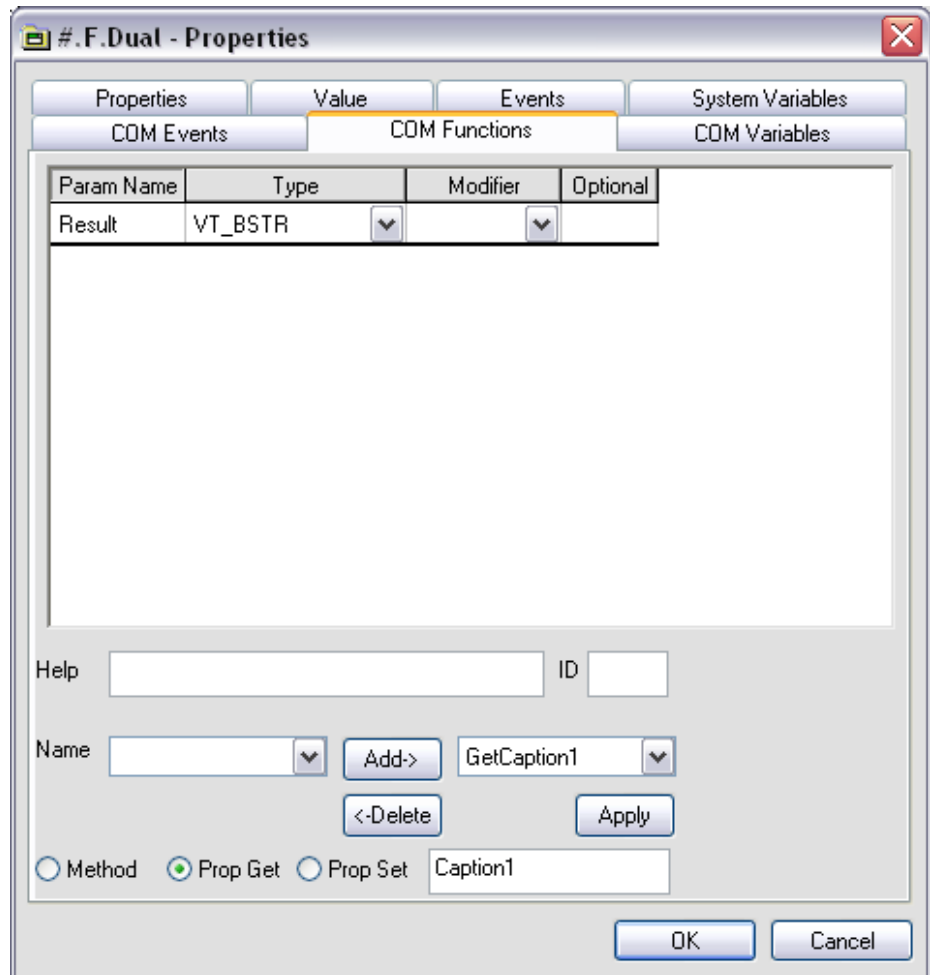 #.F.Dual - Properties
Properties Value Events System Variables
COM Events COM Functions COM Variables
Param Name Type Modifier Optional
Result VT_BSTR
Help ID
Name Add-> GetCaption1
<-Delete Apply
Method Prop Get Prop Set Caption1
OK Cancel